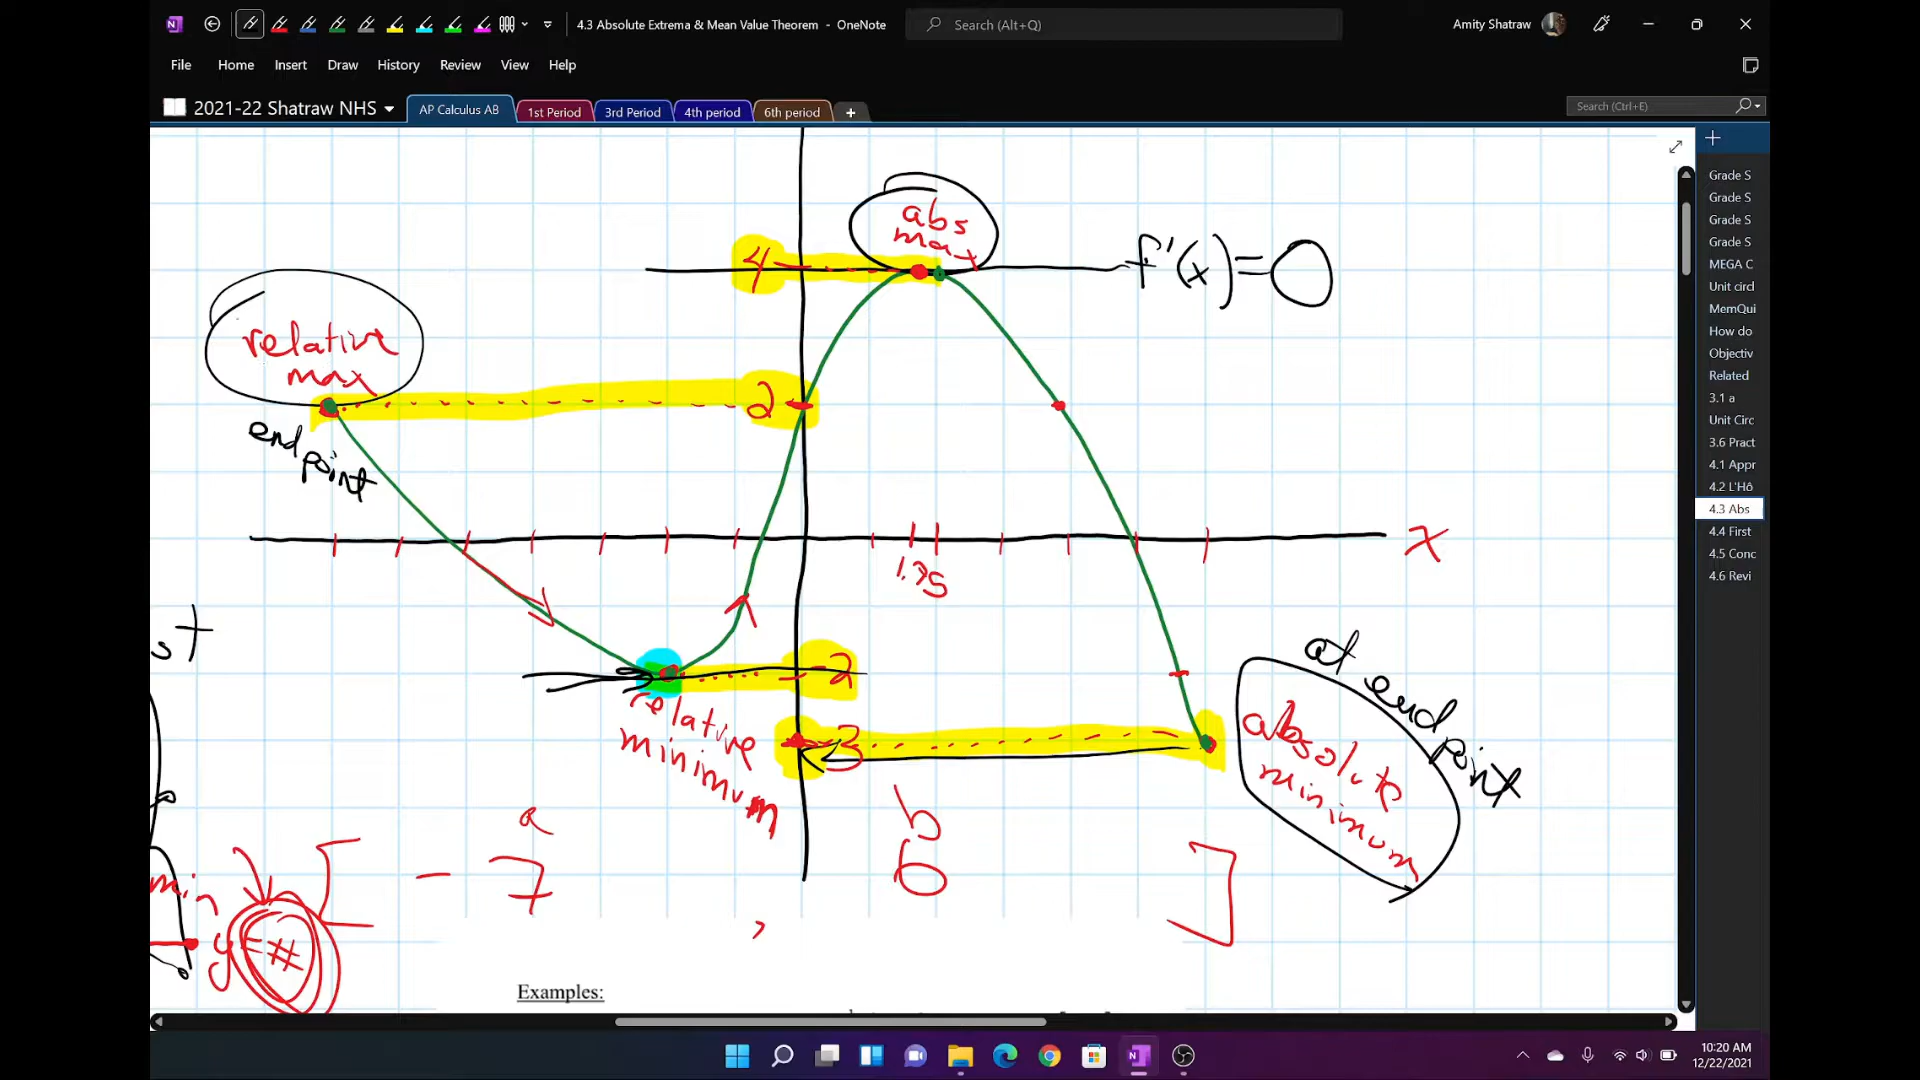 4.3 Absolute Extrema & Mean Value Theorem - OneNote
Search (Alt+Q)
Amity Shatraw
File Home Insert Draw History Review View Help
2021-22 Shatraw NHS
AP Calculus AB
1st Period
3rd Period
4th period
6th period
Search (Ctrl+E)
Grade S
Grade S
Grade S
Grade S
MEGA C
Unit circl
MemQui
How do
Objectiv
Related
3.1 a
Unit Circ
3.6 Pract
4.1 Appr
4.2 L'Hô
4.3 Abs
4.4 First
4.5 Conc
4.6 Revi
abs
max
4
f'(x)=0
relative
max
2
end
point
x
1.75
st
-2
relative
minimum
-3
at endpoint
absolute
minimum
a
b
[-7, 6]
min
y=#
Examples:
10:20 AM
12/22/2021